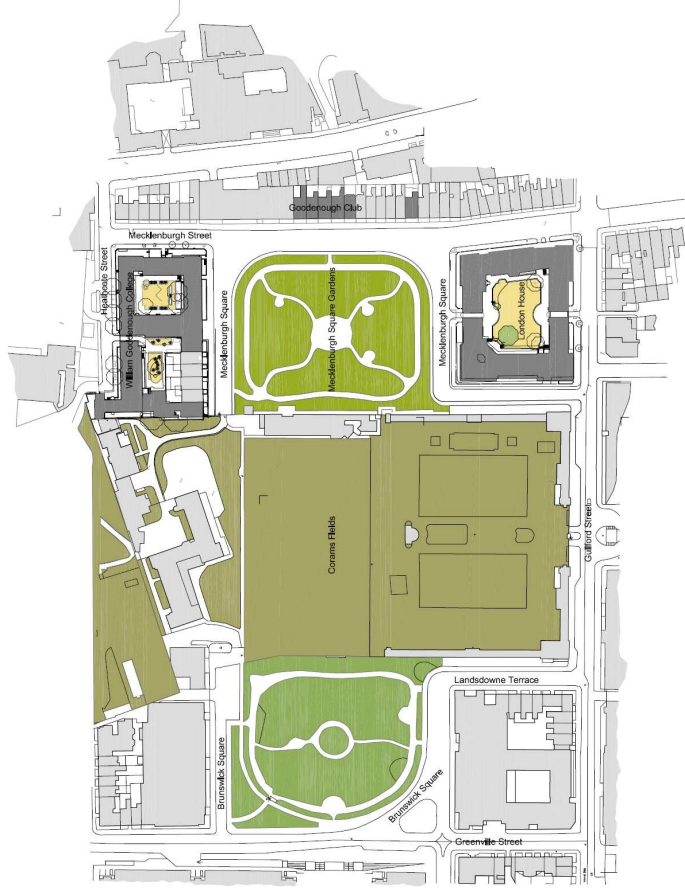 Goodenough Club
Mecklenburgh Street
Heathcote Street
William Goodenough College
Mecklenburgh Square
Mecklenburgh Square Gardens
Mecklenburgh Square
London House
Corams Fields
Guilford Street
Landsdowne Terrace
Brunswick Square
Brunswick Square
Greenville Street